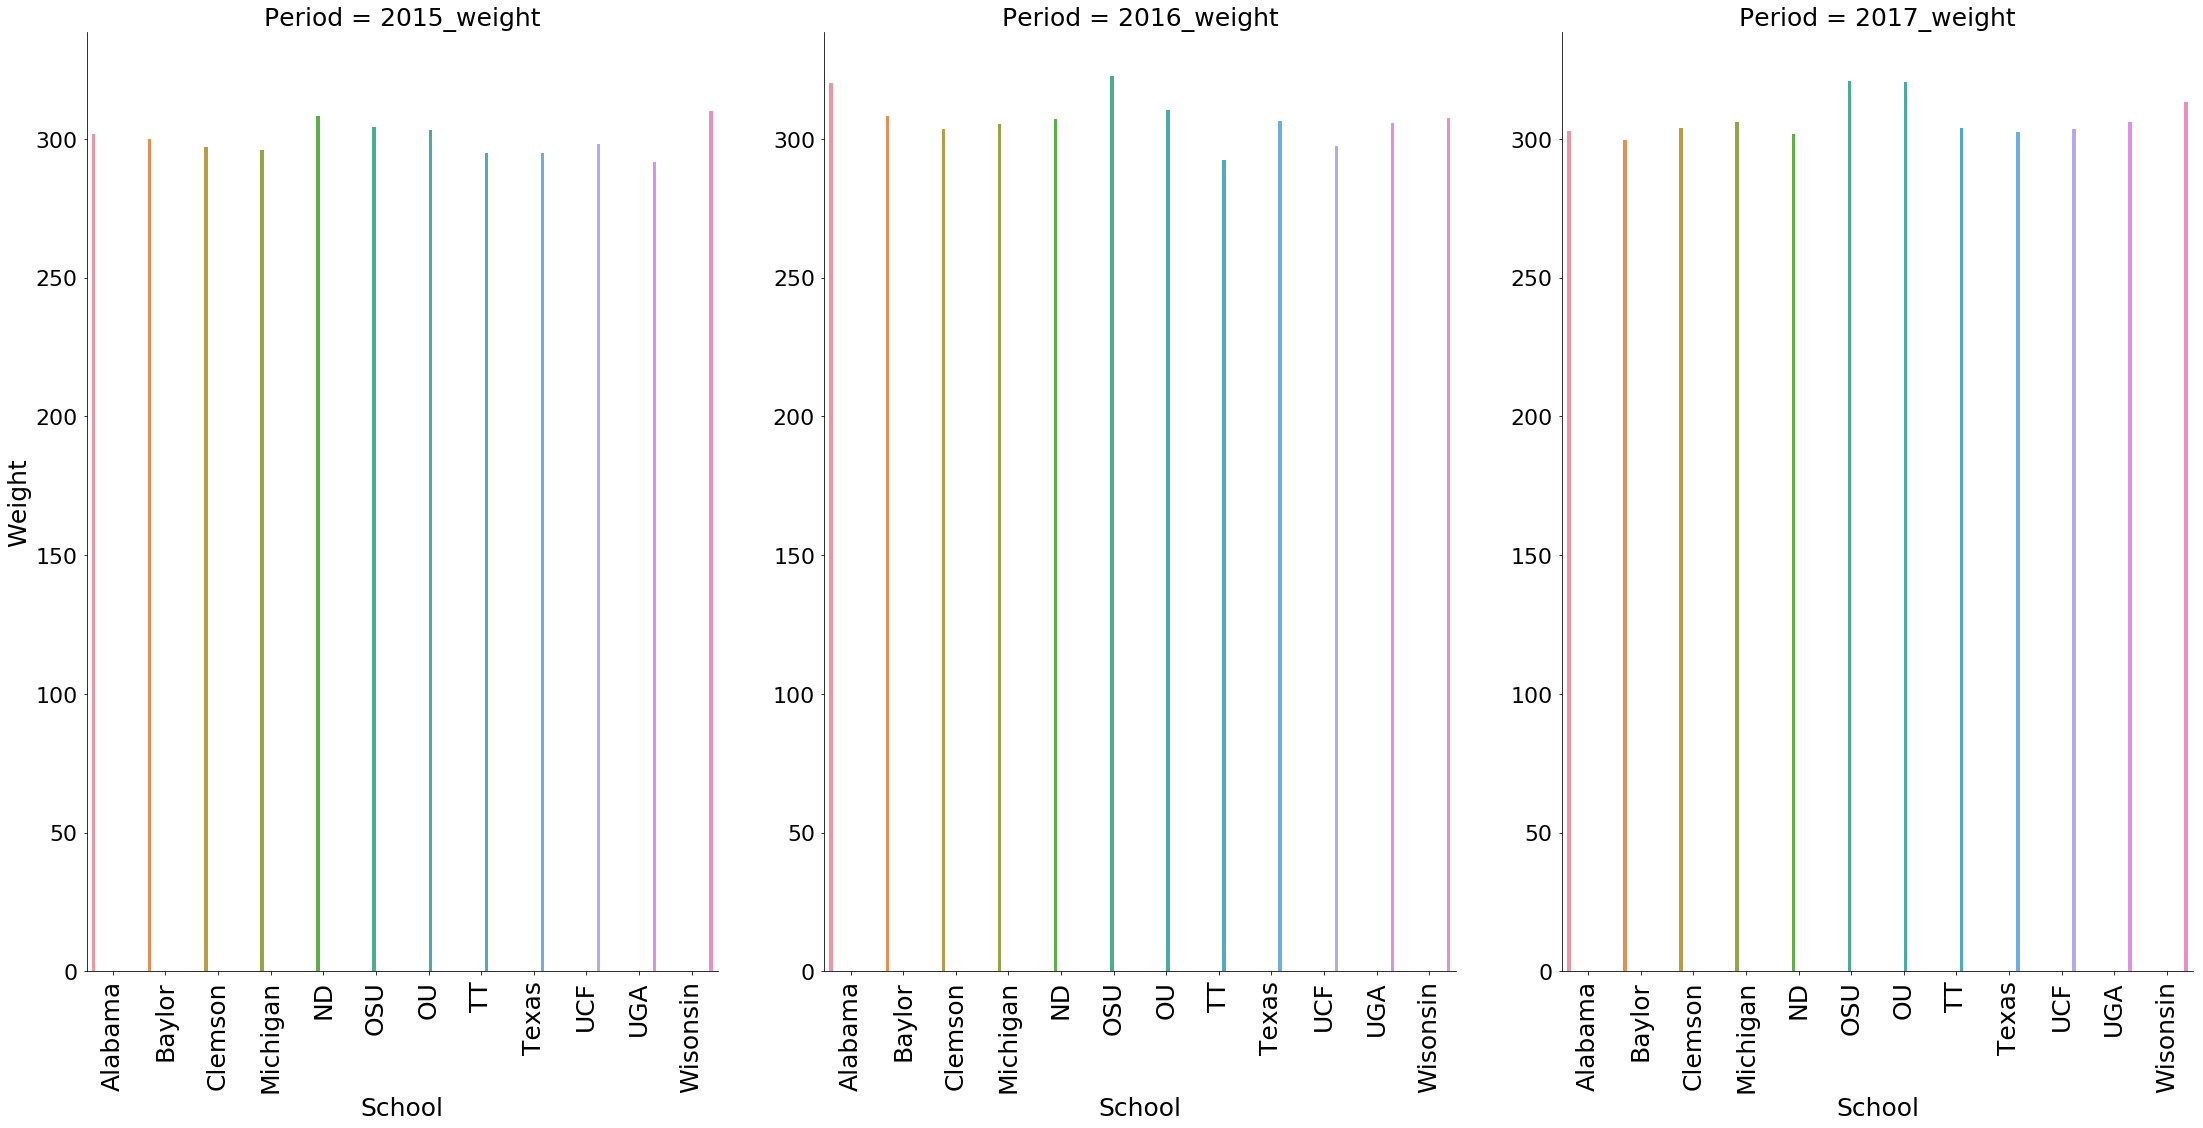 Period = 2015_weight
Period = 2016_weight
Period = 2017_weight
Weight
300
250
200
150
100
50
0
300
250
200
150
100
50
0
300
250
200
150
100
50
0
Alabama
Baylor
Clemson
Michigan
ND
OSU
OU
TT
Texas
UCF
UGA
Wisonsin
Alabama
Baylor
Clemson
Michigan
ND
OSU
OU
TT
Texas
UCF
UGA
Wisonsin
Alabama
Baylor
Clemson
Michigan
ND
OSU
OU
TT
Texas
UCF
UGA
Wisonsin
School
School
School